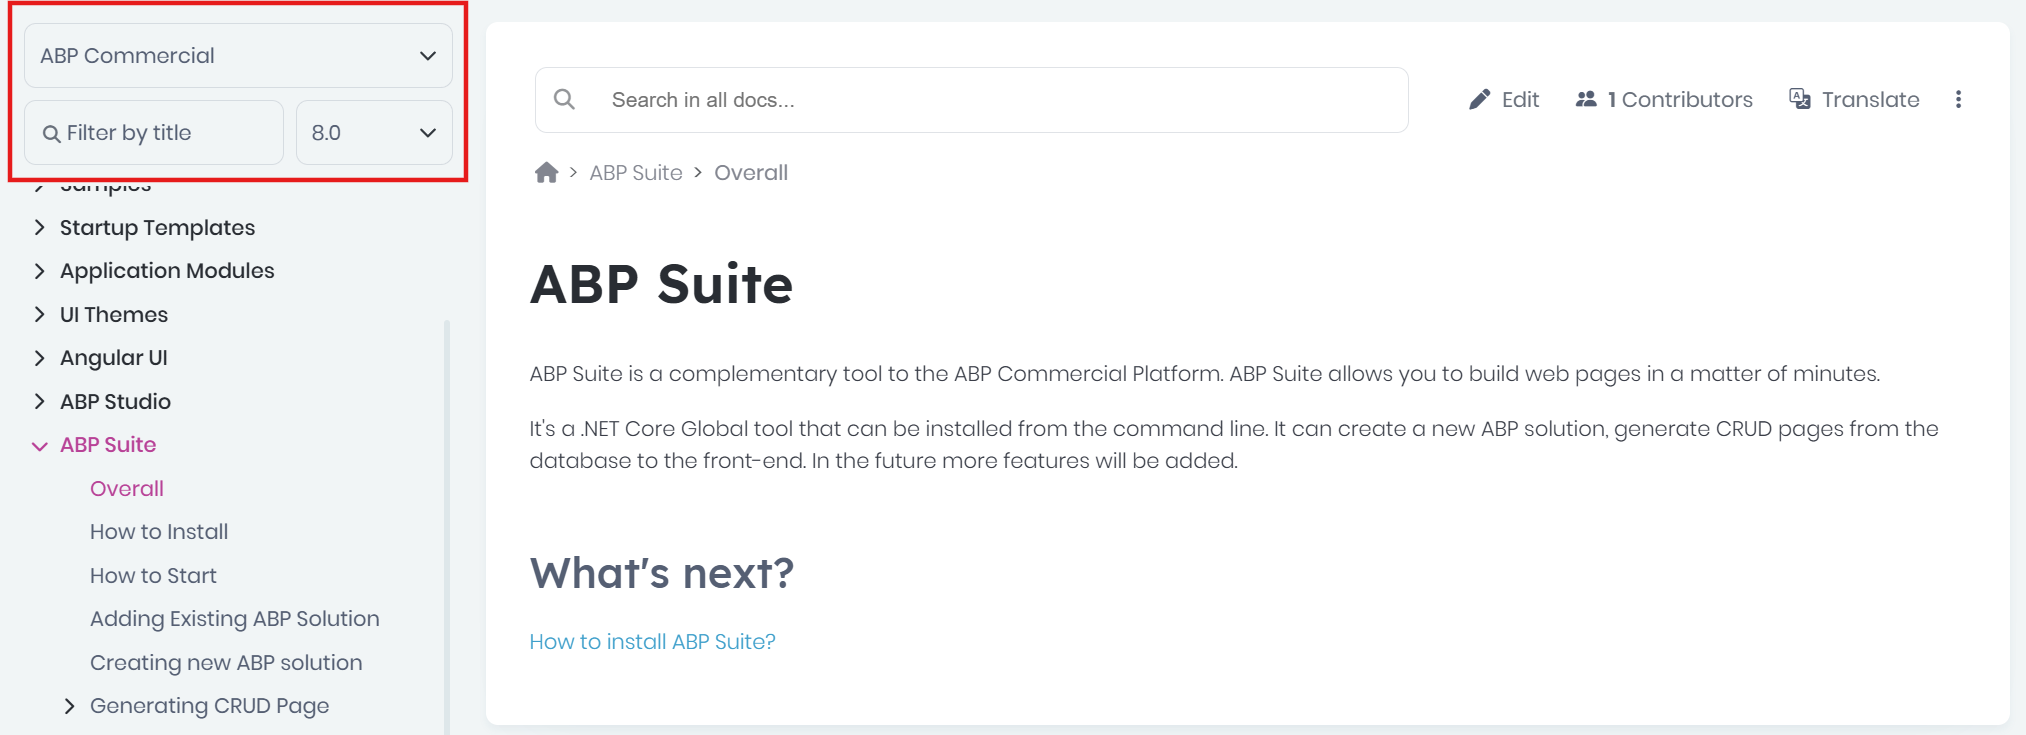 ABP Commercial
Filter by title
8.0
Samples
Startup Templates
Application Modules
UI Themes
Angular UI
ABP Studio
ABP Suite
Overall
How to Install
How to Start
Adding Existing ABP Solution
Creating new ABP solution
Generating CRUD Page
Search in all docs...
Edit
1 Contributors
Translate
ABP Suite > Overall
ABP Suite
ABP Suite is a complementary tool to the ABP Commercial Platform. ABP Suite allows you to build web pages in a matter of minutes.
It's a .NET Core Global tool that can be installed from the command line. It can create a new ABP solution, generate CRUD pages from the
database to the front-end. In the future more features will be added.
What's next?
How to install ABP Suite?